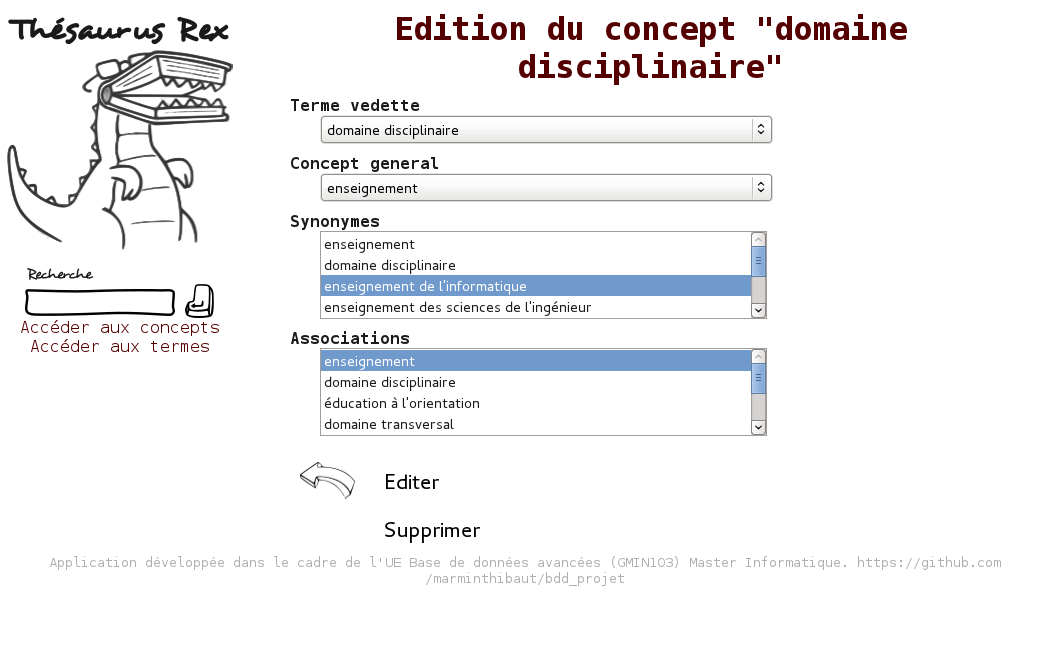 Thésaurus Rex
Recherche
Accéder aux concepts
Accéder aux termes
Edition du concept "domaine
disciplinaire"
Terme vedette
domaine disciplinaire
Concept general
enseignement
Synonymes
enseignement
domaine disciplinaire
enseignement de l'informatique
enseignement des sciences de l'ingénieur
Associations
enseignement
domaine disciplinaire
éducation à l'orientation
domaine transversal
Editer
Supprimer
Application développée dans le cadre de l'UE Base de données avancées (GMIN103) Master Informatique. https://github.com
/marminthibaut/bdd_projet